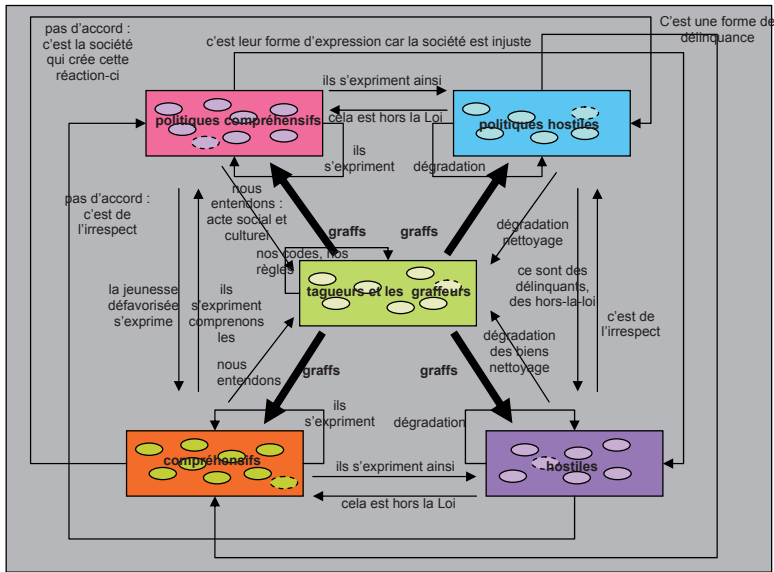 pas d'accord :
c'est la société
qui crée cette
réaction-ci
c'est leur forme d'expression car la société est injuste
C'est une forme de
délinquance
ils s'expriment ainsi
cela est hors la Loi
politiques compréhensifs
politiques hostiles
ils
s'expriment
dégradation
pas d'accord :
c'est de
l'irrespect
nous
entendons :
acte social et
culturel
graffs
graffs
dégradation
nettoyage
nos codes, nos
règles
tagueurs et les graffeurs
la jeunesse
défavorisée
s'exprime
ils
s'expriment
comprenons
les
ce sont des
délinquants,
des hors-la-loi
c'est de
l'irrespect
nous
entendons
graffs
graffs
dégradation
des biens
nettoyage
ils
s'expriment
dégradation
compréhensifs
hostiles
ils s'expriment ainsi
cela est hors la Loi